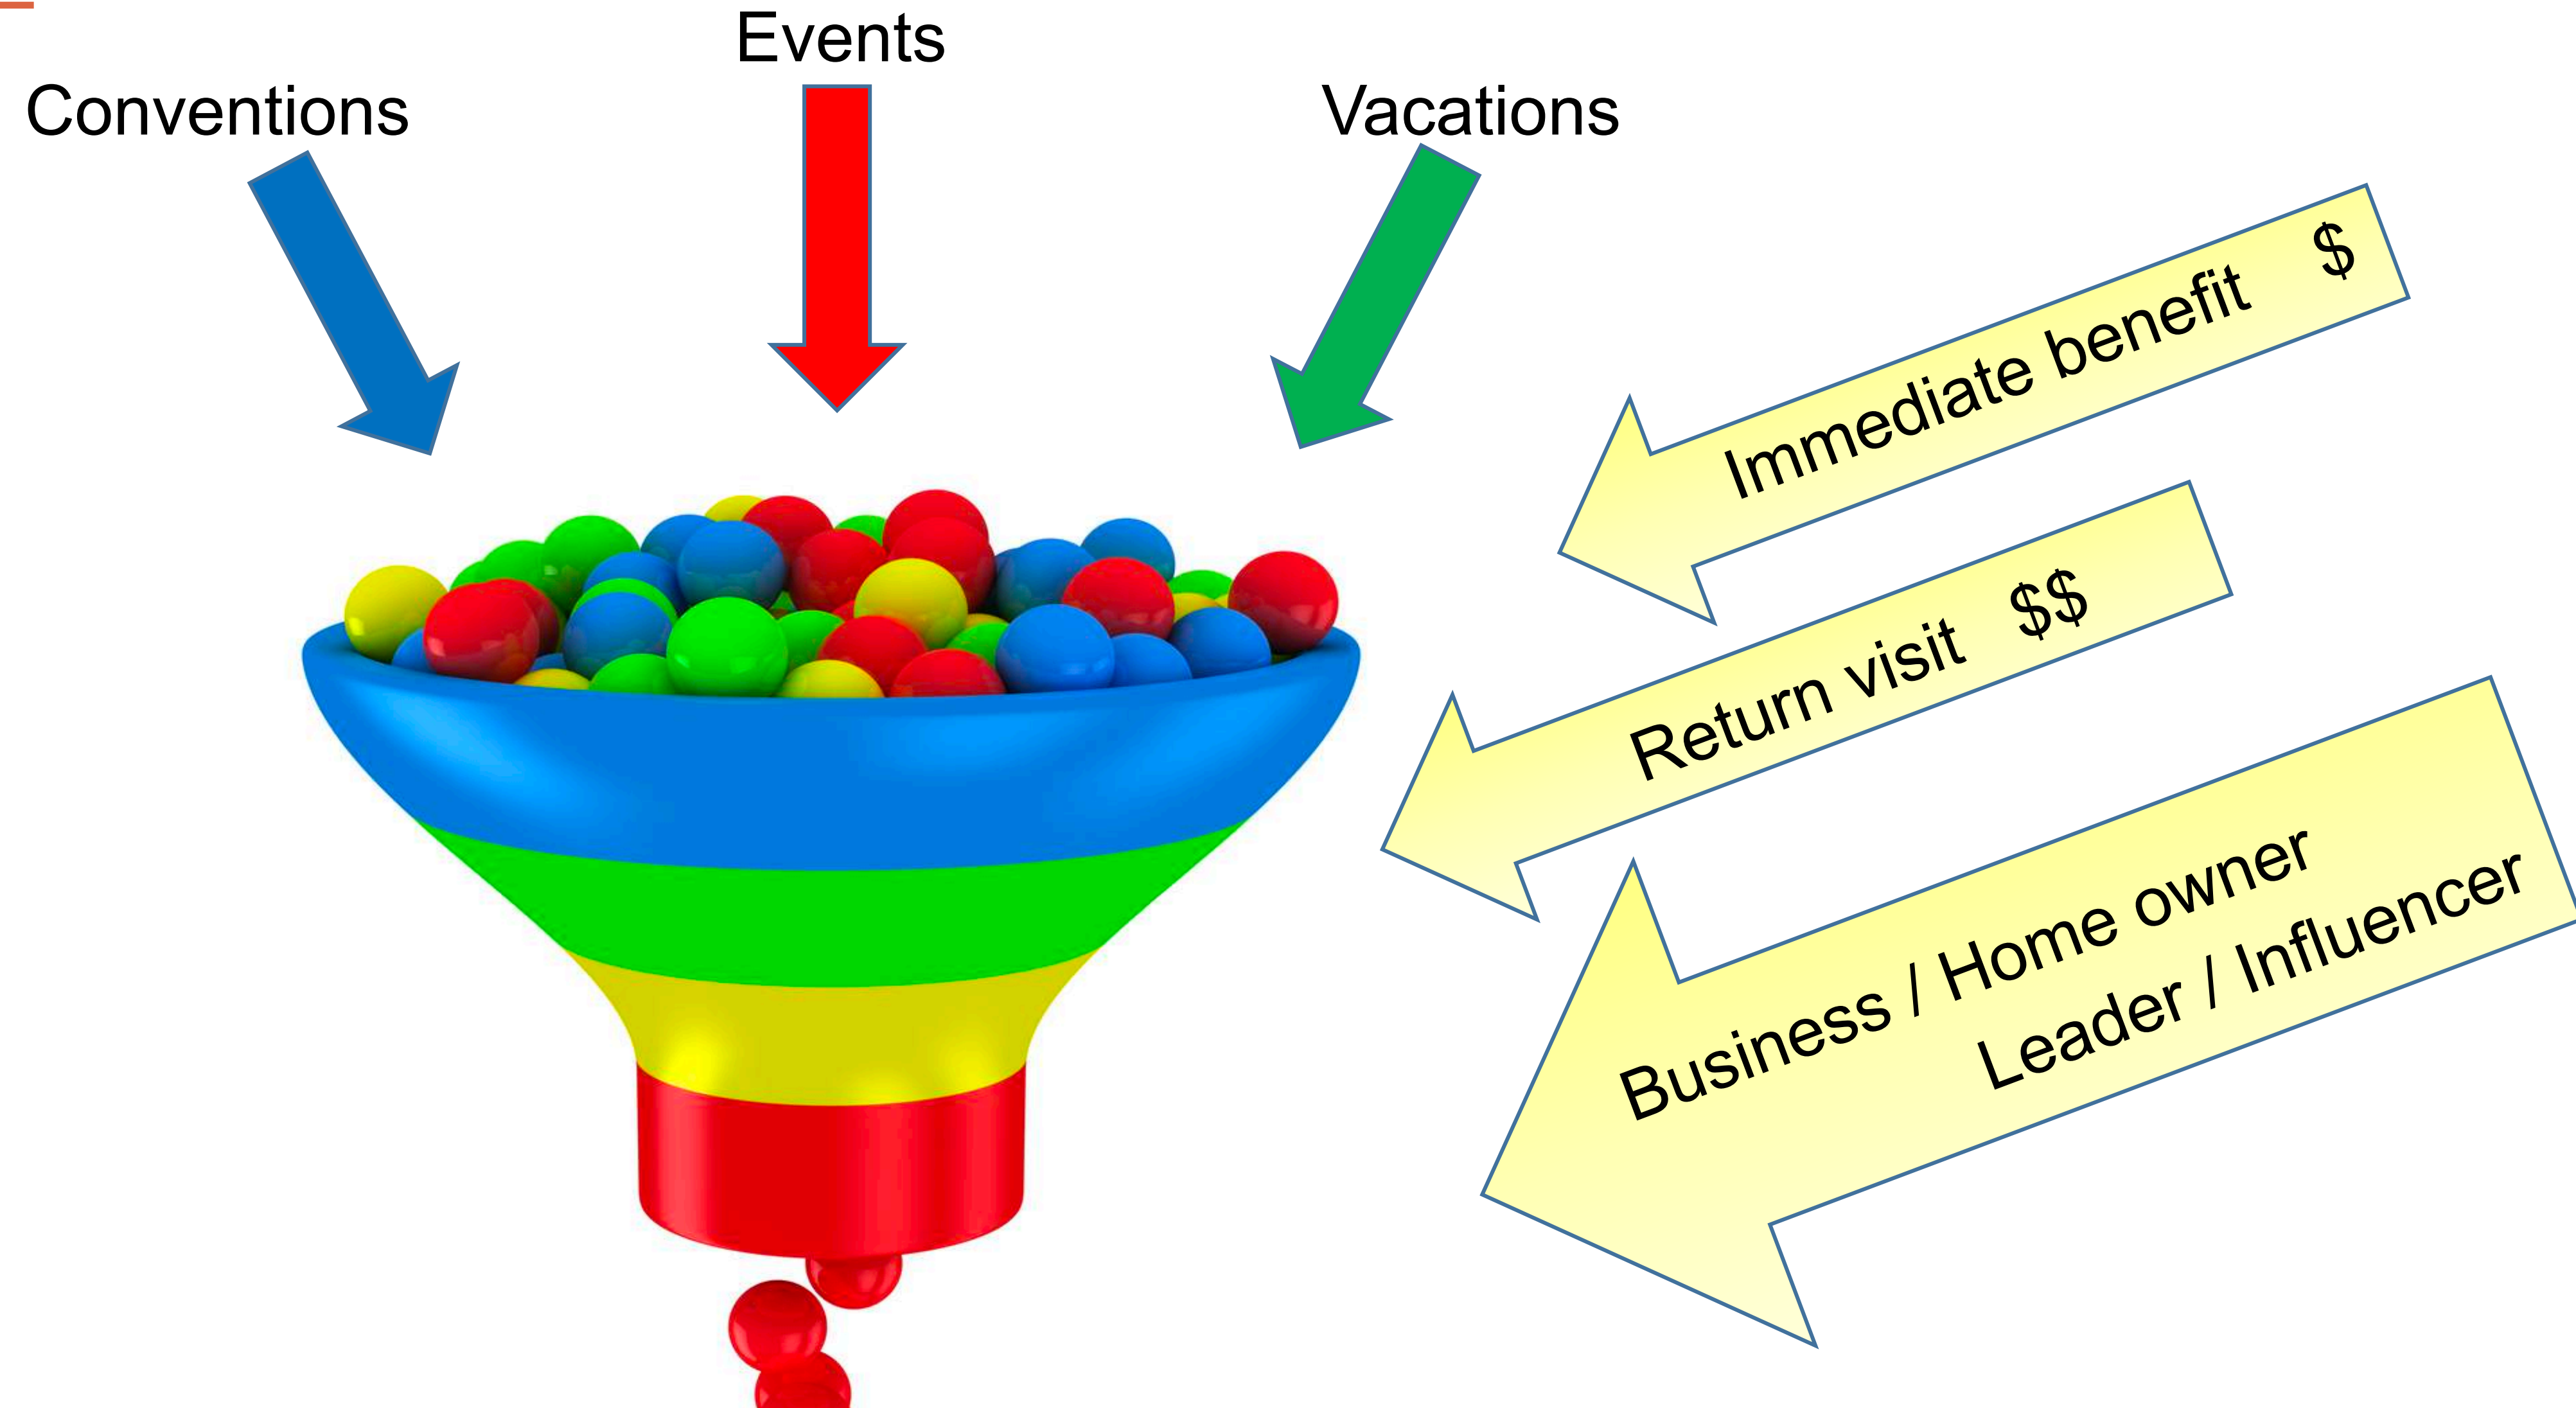 Events
Conventions
Vacations
Immediate benefit $
Return visit $$
Business / Home owner
Leader / Influencer